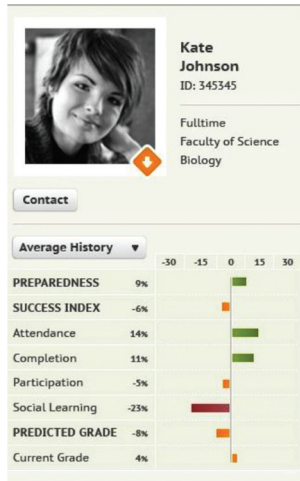 Kate
Johnson
ID: 345345
Fulltime
Faculty of Science
Biology
Contact
Average History ▼
-30 -15 0 15 30
PREPAREDNESS 9%
SUCCESS INDEX -6%
Attendance 14%
Completion 11%
Participation -5%
Social Learning -23%
PREDICTED GRADE -8%
Current Grade 4%